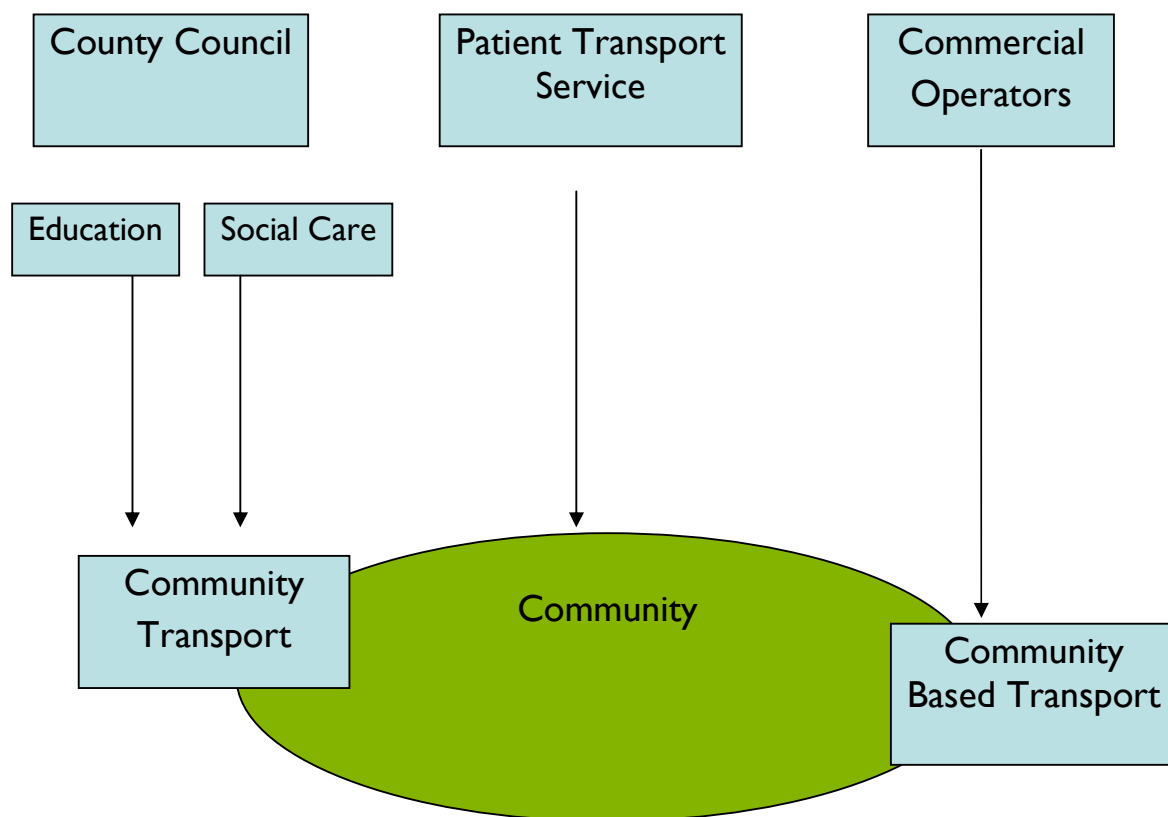 County Council
Patient Transport
Service
Commercial
Operators
Education
Social Care
Community
Transport
Community
Community
Based Transport